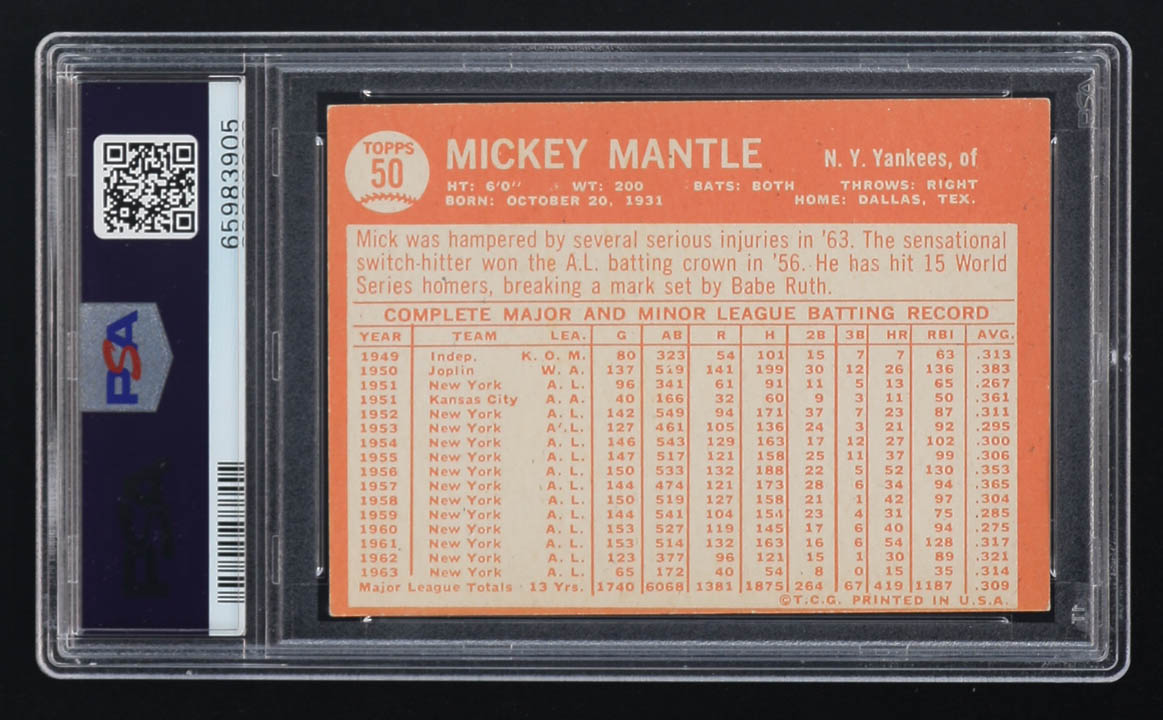 TOPPS
50
MICKEY MANTLE
N. Y. Yankees, of
HT: 6'0" WT: 200 BATS: BOTH THROWS: RIGHT
BORN: OCTOBER 20, 1931 HOME: DALLAS, TEX.
Mick was hampered by several serious injuries in '63. The sensational
switch-hitter won the A.L. batting crown in '56. He has hit 15 World
Series homers, breaking a mark set by Babe Ruth.
COMPLETE MAJOR AND MINOR LEAGUE BATTING RECORD
YEAR TEAM LEA. G AB R H 2B 3B HR RBI AVG.
1949 Indep. K. O. M. 80 323 54 101 15 7 7 63 .313
1950 Joplin W. A. 137 519 141 199 30 12 26 136 .383
1951 New York A. L. 96 341 61 91 11 5 13 65 .267
1951 Kansas City A. A. 40 166 32 60 9 3 11 50 .361
1952 New York A. L. 142 549 94 171 37 7 23 87 .311
1953 New York A. L. 127 461 105 136 24 3 21 92 .295
1954 New York A. L. 146 543 129 163 17 12 27 102 .300
1955 New York A. L. 147 517 121 158 25 11 37 99 .306
1956 New York A. L. 150 533 132 188 22 5 52 130 .353
1957 New York A. L. 144 474 121 173 28 6 34 94 .365
1958 New York A. L. 150 519 127 158 21 1 42 97 .304
1959 New York A. L. 144 541 104 154 23 4 31 75 .285
1960 New York A. L. 153 527 119 145 17 6 40 94 .275
1961 New York A. L. 153 514 132 163 16 6 54 128 .317
1962 New York A. L. 123 377 96 121 15 1 30 89 .321
1963 New York A. L. 65 172 40 54 8 0 15 35 .314
Major League Totals 13 Yrs. 1740 6068 1381 1875 264 67 419 1187 .309
©T.C.G. PRINTED IN U.S.A.
65983905
PSA
PSA
PSA